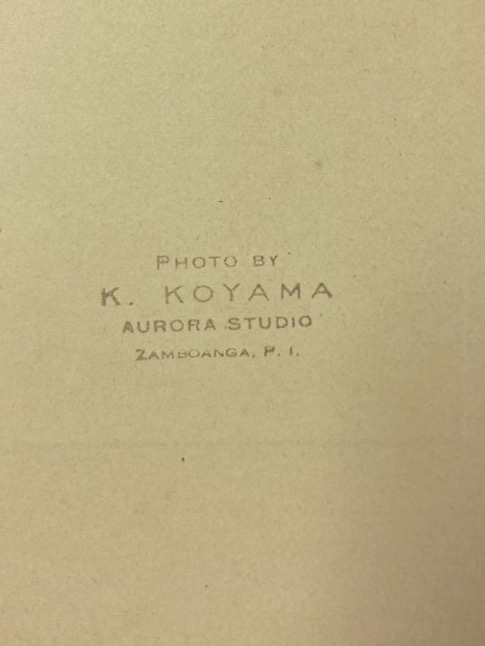 PHOTO BY
K. KOYAMA
AURORA STUDIO
ZAMBOANGA, P. I.